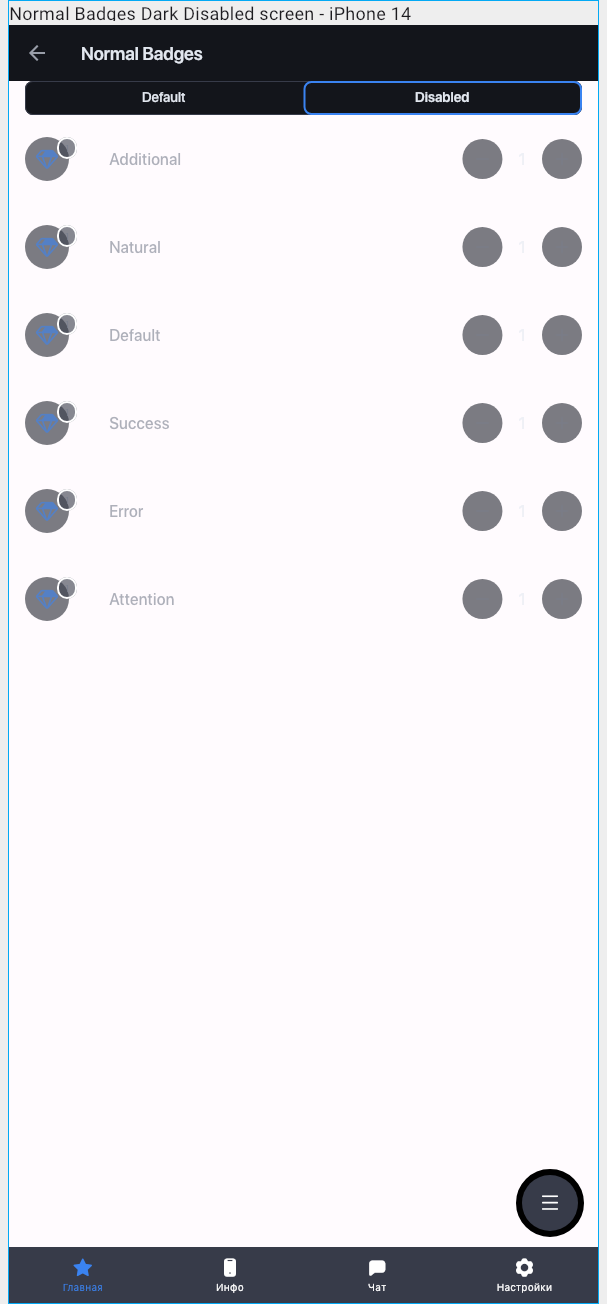 Normal Badges Dark Disabled screen - iPhone 14
Normal Badges
Default
Disabled
Additional
1
Natural
1
Default
1
Success
1
Error
1
Attention
1
Главная
Инфо
Чат
Настройки